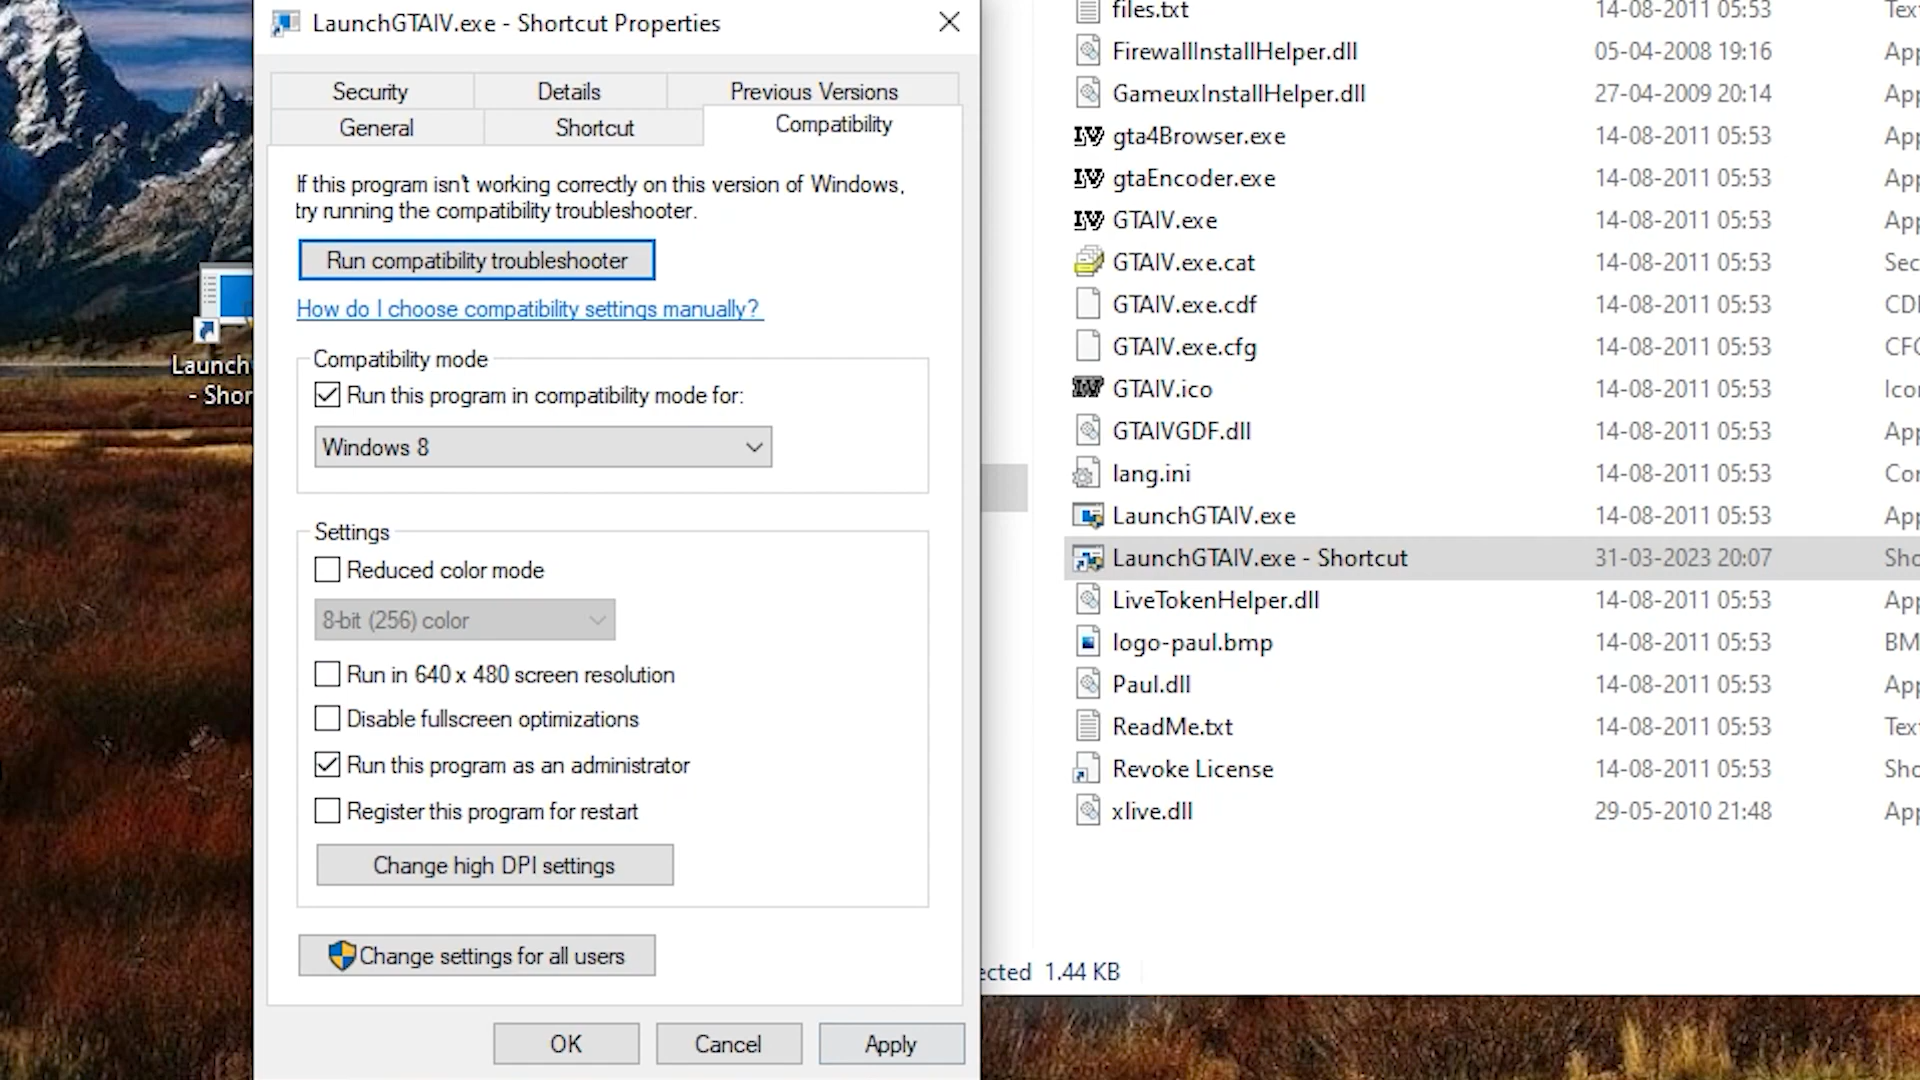 LaunchGTAIV.exe - Shortcut Properties
Security
Details
Previous Versions
General
Shortcut
Compatibility
If this program isn't working correctly on this version of Windows,
try running the compatibility troubleshooter.
Run compatibility troubleshooter
How do I choose compatibility settings manually?
Compatibility mode
Run this program in compatibility mode for:
Windows 8
Settings
Reduced color mode
8-bit (256) color
Run in 640 x 480 screen resolution
Disable fullscreen optimizations
Run this program as an administrator
Register this program for restart
Change high DPI settings
Change settings for all users
OK
Cancel
Apply
Launch
- Shor
files.txt 14-08-2011 05:53 Tex
FirewallInstallHelper.dll 05-04-2008 19:16 App
GameuxInstallHelper.dll 27-04-2009 20:14 App
gta4Browser.exe 14-08-2011 05:53 App
gtaEncoder.exe 14-08-2011 05:53 App
GTAIV.exe 14-08-2011 05:53 App
GTAIV.exe.cat 14-08-2011 05:53 Sec
GTAIV.exe.cdf 14-08-2011 05:53 CDF
GTAIV.exe.cfg 14-08-2011 05:53 CFG
GTAIV.ico 14-08-2011 05:53 Ico
GTAIVGDF.dll 14-08-2011 05:53 App
lang.ini 14-08-2011 05:53 Con
LaunchGTAIV.exe 14-08-2011 05:53 App
LaunchGTAIV.exe - Shortcut 31-03-2023 20:07 Sho
LiveTokenHelper.dll 14-08-2011 05:53 App
logo-paul.bmp 14-08-2011 05:53 BM
Paul.dll 14-08-2011 05:53 App
ReadMe.txt 14-08-2011 05:53 Tex
Revoke License 14-08-2011 05:53 Sho
xlive.dll 29-05-2010 21:48 App
ected 1.44 KB